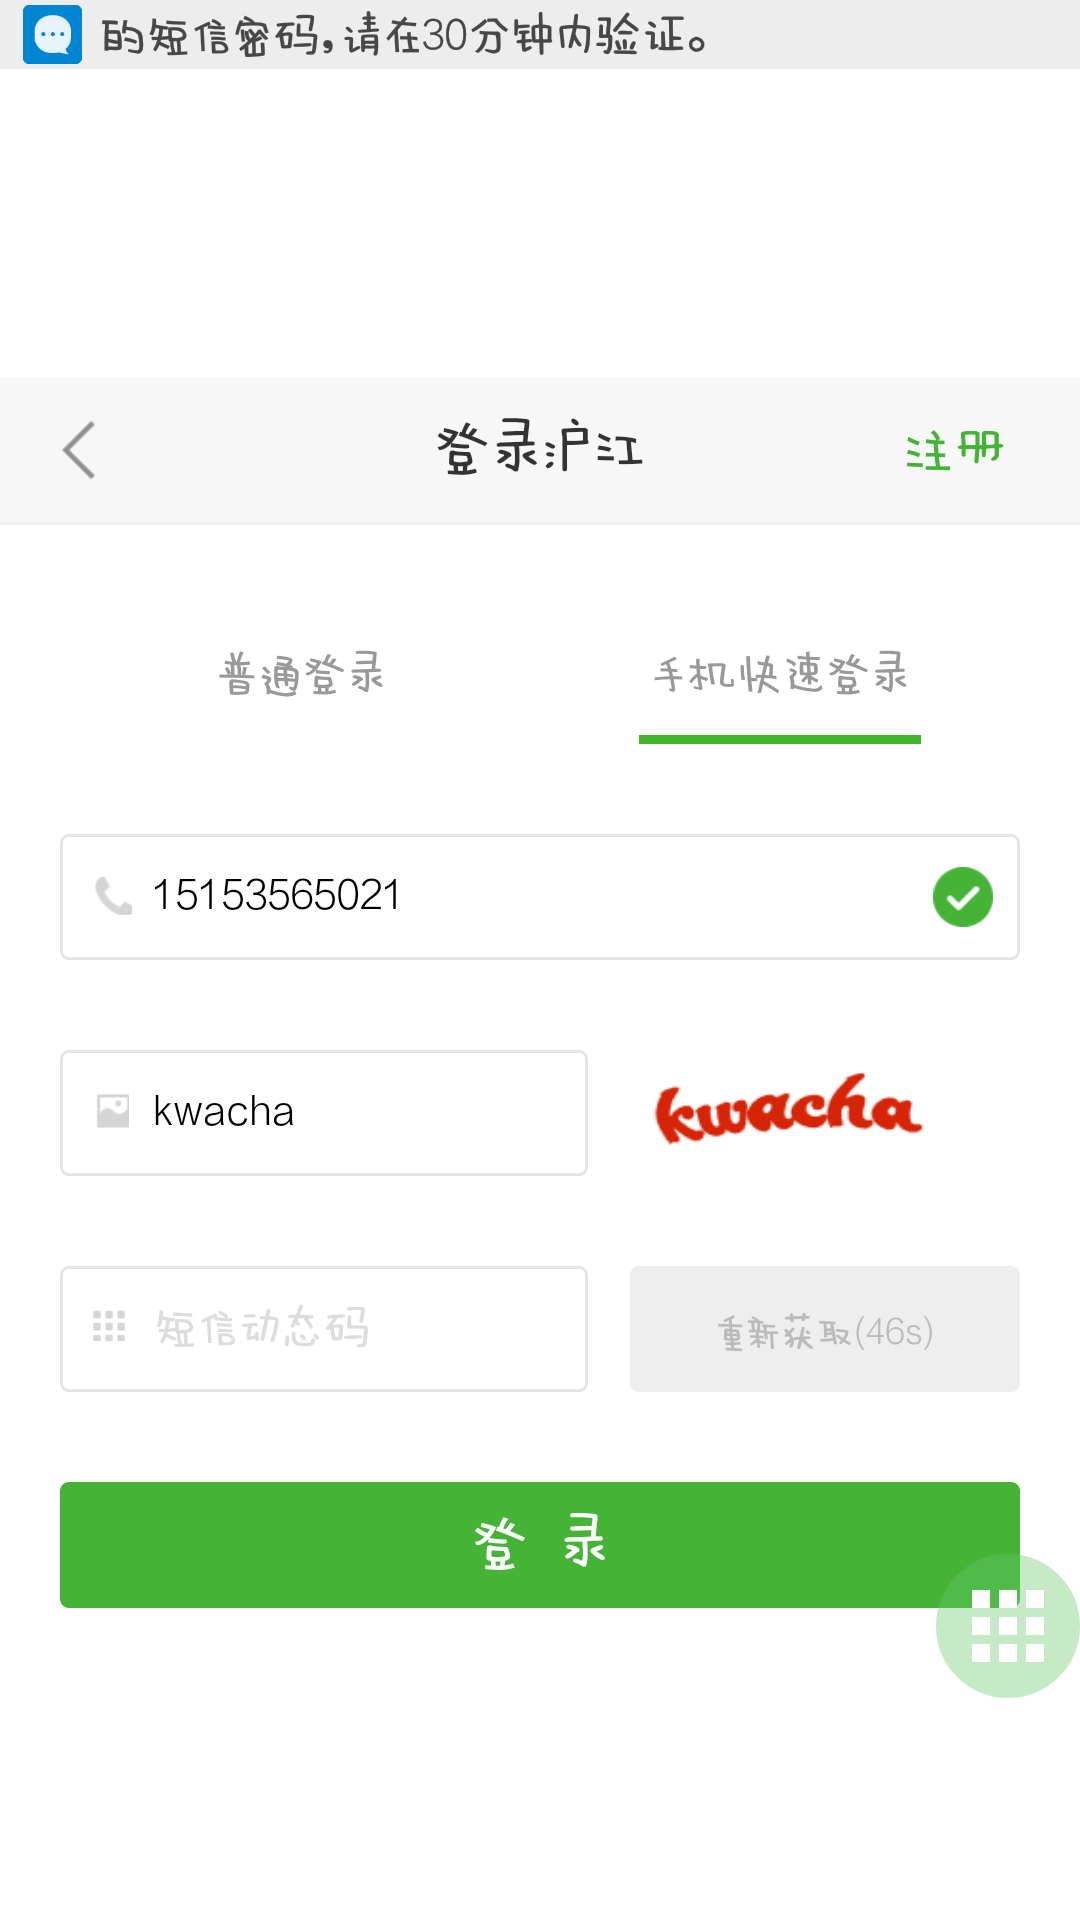 的短信密码,请在30分钟内验证。
登录沪江
注册
普通登录
手机快速登录
15153565021
kwacha
kwacha
短信动态码
重新获取(46s)
登 录